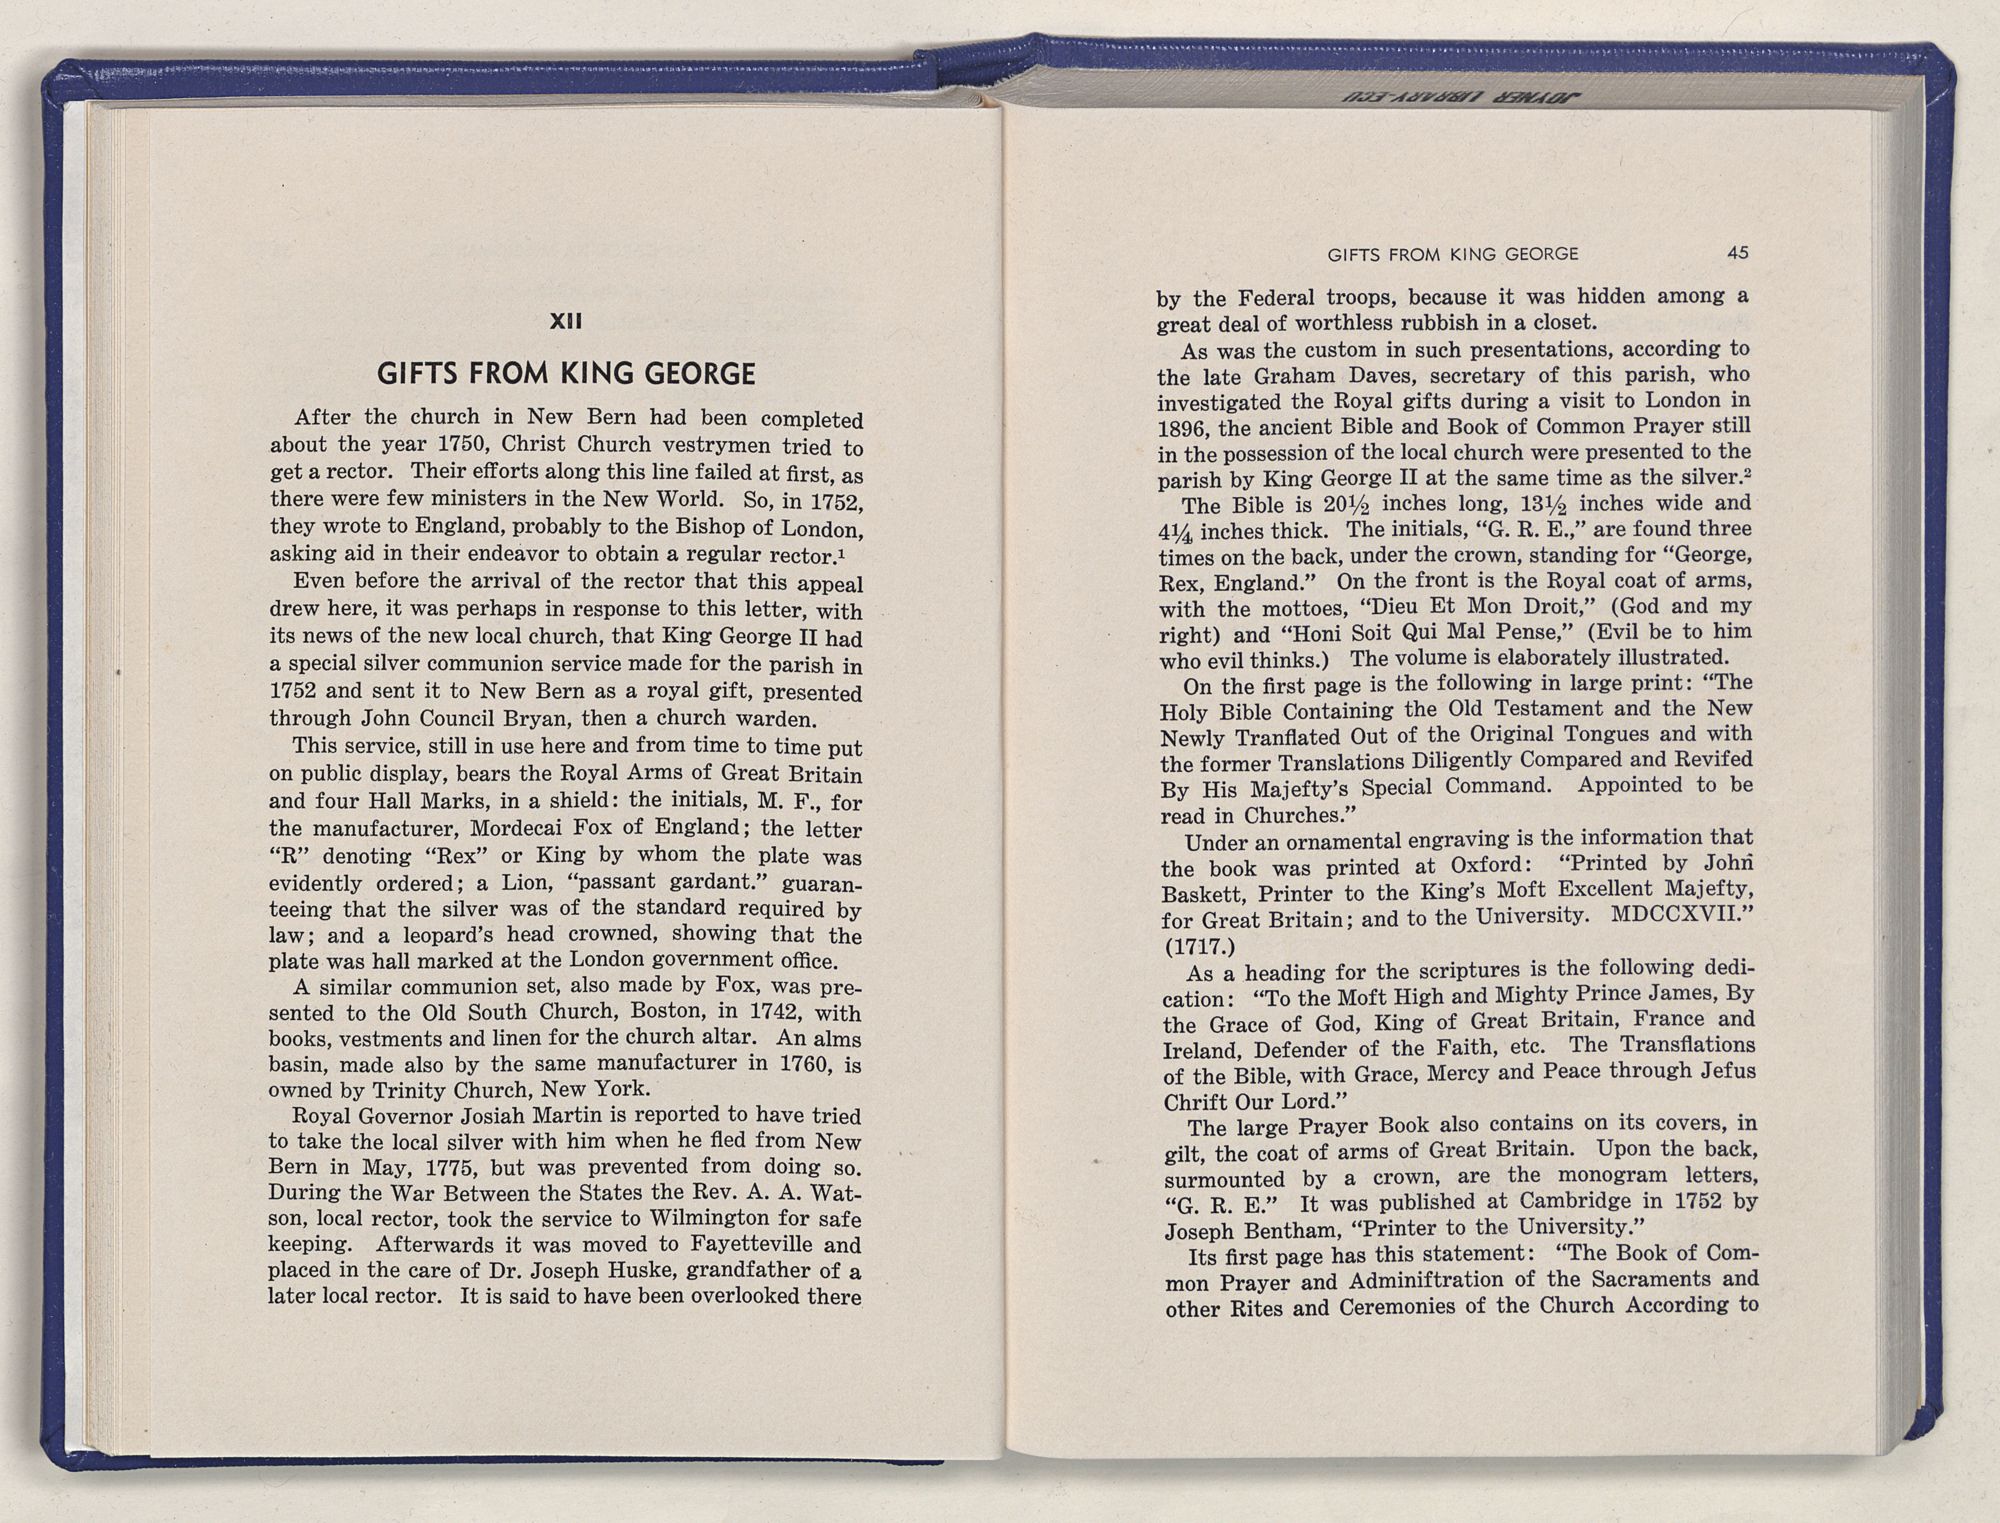 JOYNER LIBRARY-ECU
XII
GIFTS FROM KING GEORGE
After the church in New Bern had been completed
about the year 1750, Christ Church vestrymen tried to
get a rector. Their efforts along this line failed at first, as
there were few ministers in the New World. So, in 1752,
they wrote to England, probably to the Bishop of London,
asking aid in their endeavor to obtain a regular rector.¹
Even before the arrival of the rector that this appeal
drew here, it was perhaps in response to this letter, with
its news of the new local church, that King George II had
a special silver communion service made for the parish in
1752 and sent it to New Bern as a royal gift, presented
through John Council Bryan, then a church warden.
This service, still in use here and from time to time put
on public display, bears the Royal Arms of Great Britain
and four Hall Marks, in a shield: the initials, M. F., for
the manufacturer, Mordecai Fox of England; the letter
“R” denoting “Rex” or King by whom the plate was
evidently ordered; a Lion, “passant gardant.” guaran-
teeing that the silver was of the standard required by
law; and a leopard’s head crowned, showing that the
plate was hall marked at the London government office.
A similar communion set, also made by Fox, was pre-
sented to the Old South Church, Boston, in 1742, with
books, vestments and linen for the church altar. An alms
basin, made also by the same manufacturer in 1760, is
owned by Trinity Church, New York.
Royal Governor Josiah Martin is reported to have tried
to take the local silver with him when he fled from New
Bern in May, 1775, but was prevented from doing so.
During the War Between the States the Rev. A. A. Wat-
son, local rector, took the service to Wilmington for safe
keeping. Afterwards it was moved to Fayetteville and
placed in the care of Dr. Joseph Huske, grandfather of a
later local rector. It is said to have been overlooked there
GIFTS FROM KING GEORGE 45
by the Federal troops, because it was hidden among a
great deal of worthless rubbish in a closet.
As was the custom in such presentations, according to
the late Graham Daves, secretary of this parish, who
investigated the Royal gifts during a visit to London in
1896, the ancient Bible and Book of Common Prayer still
in the possession of the local church were presented to the
parish by King George II at the same time as the silver.²
The Bible is 20½ inches long, 13½ inches wide and
4¼ inches thick. The initials, “G. R. E.,” are found three
times on the back, under the crown, standing for “George,
Rex, England.” On the front is the Royal coat of arms,
with the mottoes, “Dieu Et Mon Droit,” (God and my
right) and “Honi Soit Qui Mal Pense,” (Evil be to him
who evil thinks.) The volume is elaborately illustrated.
On the first page is the following in large print: “The
Holy Bible Containing the Old Testament and the New
Newly Tranflated Out of the Original Tongues and with
the former Translations Diligently Compared and Revifed
By His Majefty’s Special Command. Appointed to be
read in Churches.”
Under an ornamental engraving is the information that
the book was printed at Oxford: “Printed by John
Baskett, Printer to the King’s Moft Excellent Majefty,
for Great Britain; and to the University. MDCCXVII.”
(1717.)
As a heading for the scriptures is the following dedi-
cation: “To the Moft High and Mighty Prince James, By
the Grace of God, King of Great Britain, France and
Ireland, Defender of the Faith, etc. The Transflations
of the Bible, with Grace, Mercy and Peace through Jefus
Chrift Our Lord.”
The large Prayer Book also contains on its covers, in
gilt, the coat of arms of Great Britain. Upon the back,
surmounted by a crown, are the monogram letters,
“G. R. E.” It was published at Cambridge in 1752 by
Joseph Bentham, “Printer to the University.”
Its first page has this statement: “The Book of Com-
mon Prayer and Adminiftration of the Sacraments and
other Rites and Ceremonies of the Church According to